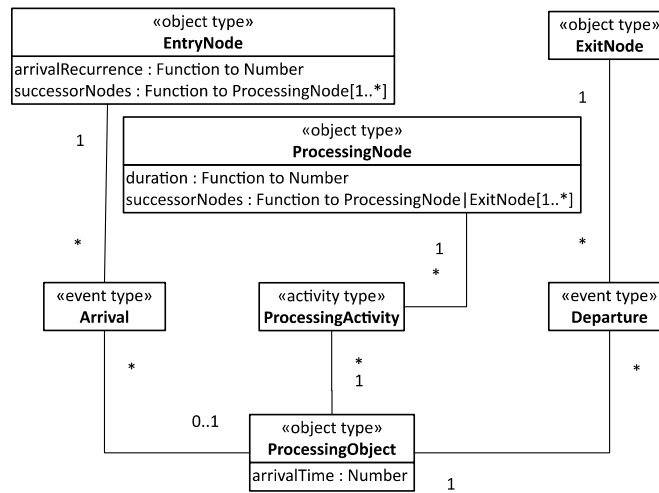 «object type»
EntryNode
arrivalRecurrence : Function to Number
successorNodes : Function to ProcessingNode[1..*]
«object type»
ExitNode
1
1
«object type»
ProcessingNode
duration : Function to Number
successorNodes : Function to ProcessingNode|ExitNode[1..*]
*
1
*
*
«event type»
Arrival
«activity type»
ProcessingActivity
«event type»
Departure
*
*
1
*
0..1
«object type»
ProcessingObject
arrivalTime : Number
1